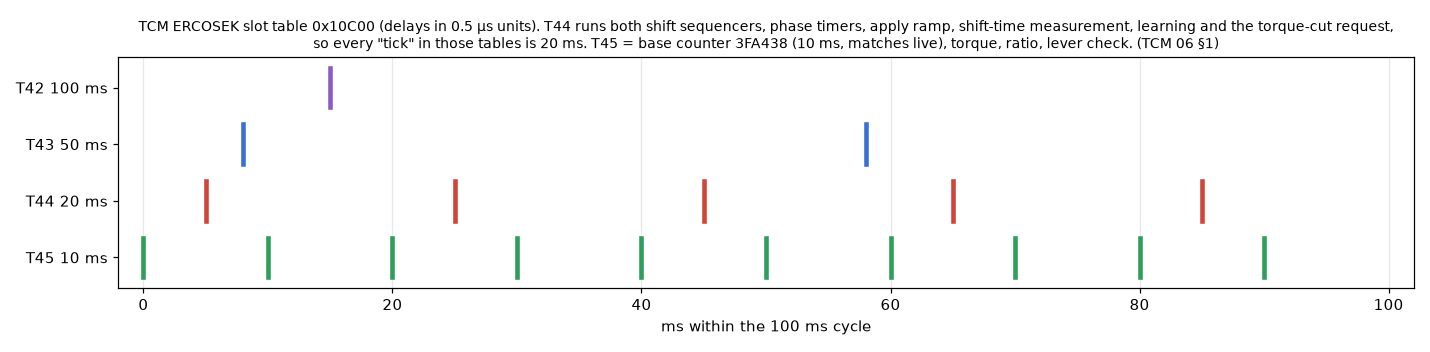 TCM ERCOSEK slot table 0x10C00 (delays in 0.5 µs units). T44 runs both shift sequencers, phase timers, apply ramp, shift-time measurement, learning and the torque-cut request,
so every "tick" in those tables is 20 ms. T45 = base counter 3FA438 (10 ms, matches live), torque, ratio, lever check. (TCM 06 §1)
T42 100 ms
T43 50 ms
T44 20 ms
T45 10 ms
0 20 40 60 80 100
ms within the 100 ms cycle